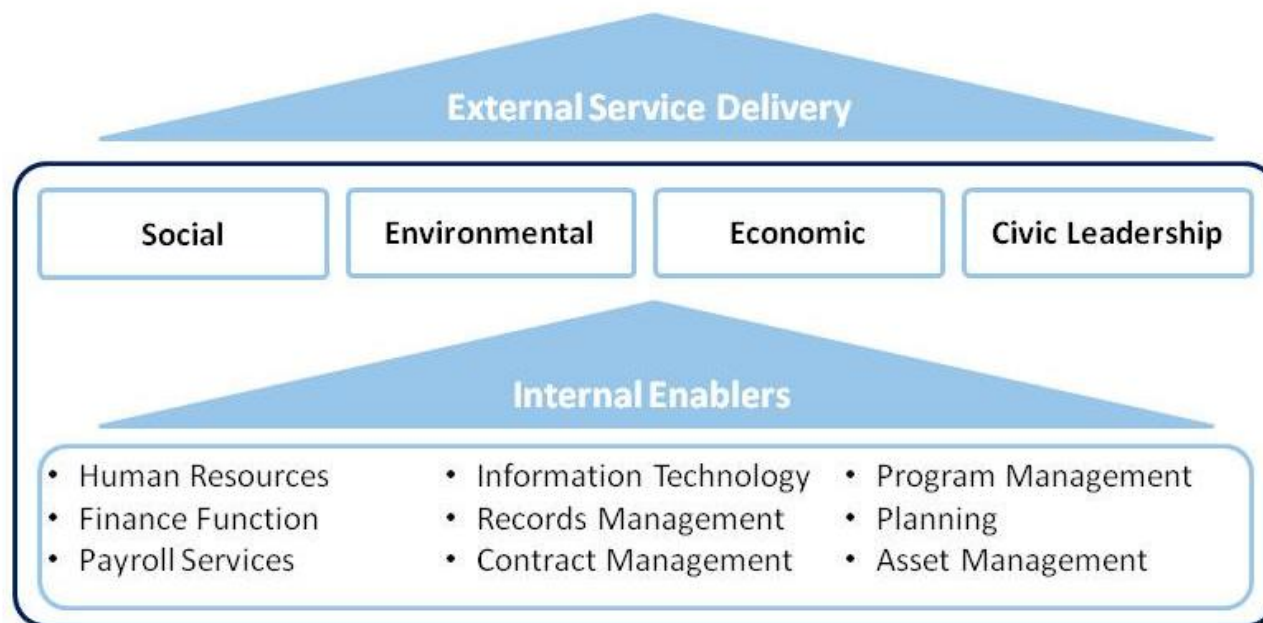 External Service Delivery
Social
Environmental
Economic
Civic Leadership
Internal Enablers
• Human Resources
• Finance Function
• Payroll Services
• Information Technology
• Records Management
• Contract Management
• Program Management
• Planning
• Asset Management